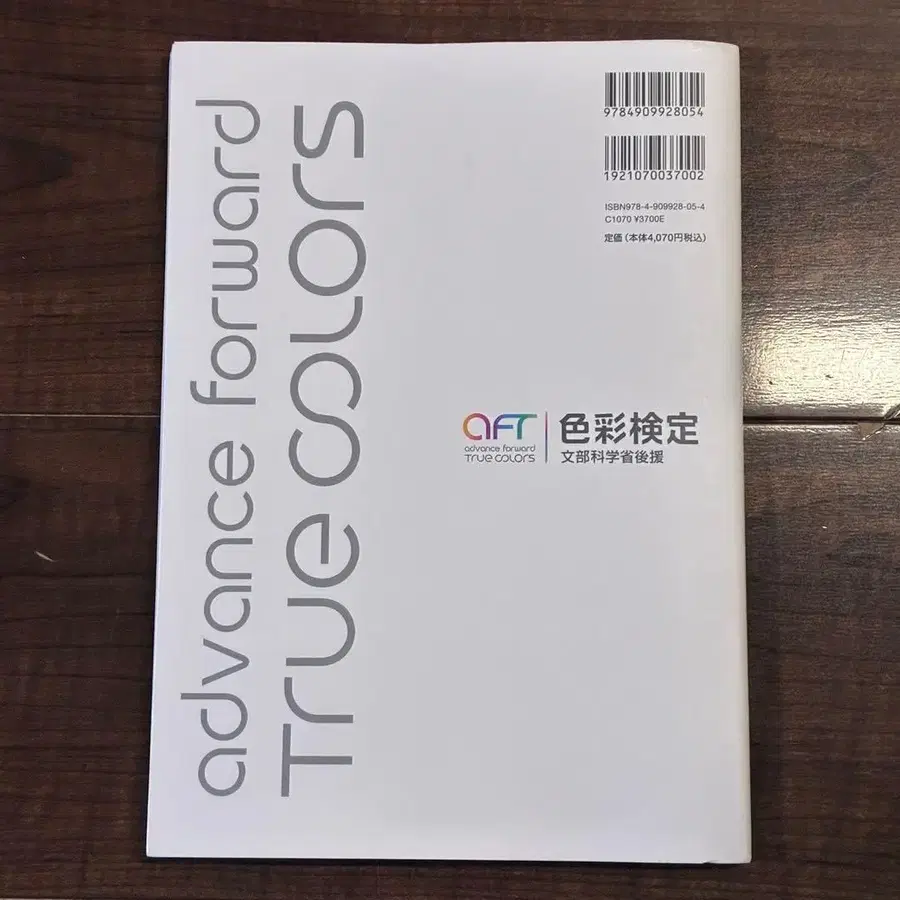 advance forward
True colors
9784909928054
1921070037002
ISBN978-4-909928-05-4
C1070 ¥3700E
定価(本体4,070円税込)
aFT
advance forward
True colors
色彩検定
文部科学省後援